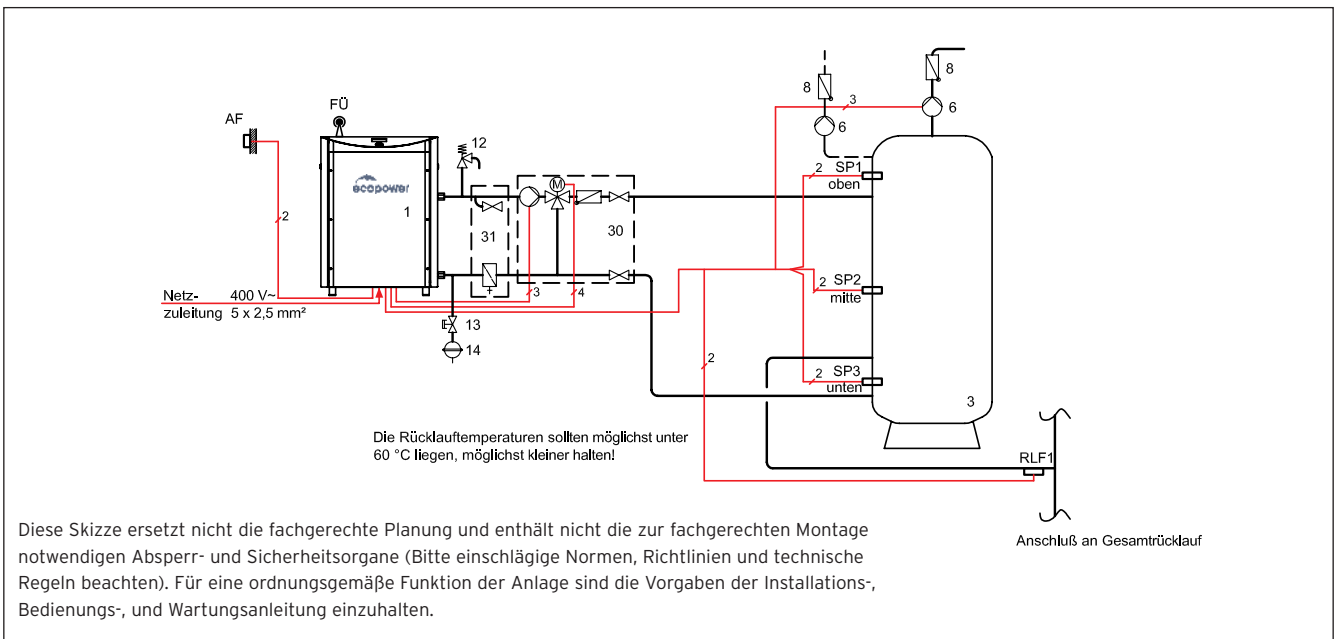 8
8
FÜ
3
6
AF
6
12
2 SP1
oben
ecopower
M
1
2
31
30
2 SP2
mitte
Netz- 400 V~
zuleitung 5 x 2,5 mm²
3
4
13
14
2
2 SP3
unten
3
Die Rücklauftemperaturen sollten möglichst unter
60 °C liegen, möglichst kleiner halten!
RLF1
Anschluß an Gesamtrücklauf
Diese Skizze ersetzt nicht die fachgerechte Planung und enthält nicht die zur fachgerechten Montage
notwendigen Absperr- und Sicherheitsorgane (Bitte einschlägige Normen, Richtlinien und technische
Regeln beachten). Für eine ordnungsgemäße Funktion der Anlage sind die Vorgaben der Installations-,
Bedienungs-, und Wartungsanleitung einzuhalten.